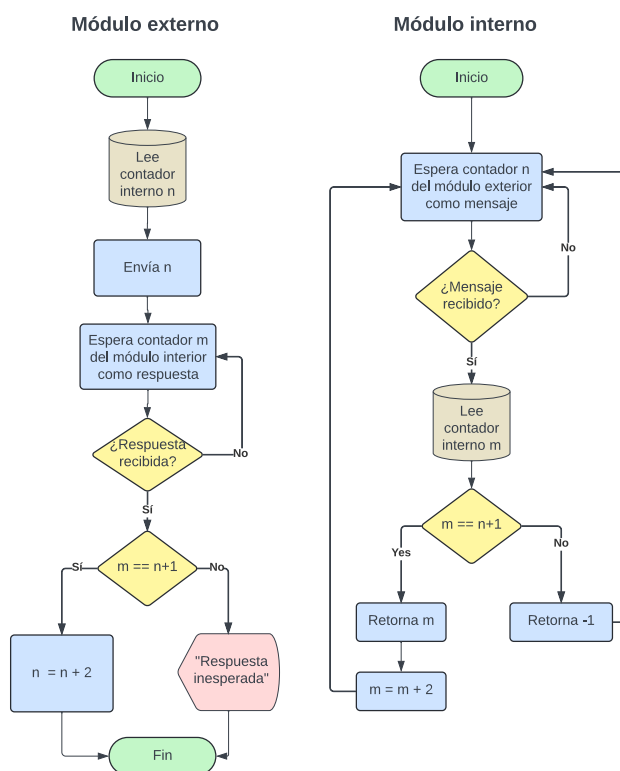 Módulo externo
Inicio
Lee
contador
interno n
Envía n
Espera contador m
del módulo interior
como respuesta
¿Respuesta
recibida?
No
Sí
m == n+1
Sí
No
n = n + 2
"Respuesta
inesperada"
Fin
Módulo interno
Inicio
Espera contador n
del módulo exterior
como mensaje
No
¿Mensaje
recibido?
Sí
Lee
contador
interno m
m == n+1
Yes
No
Retorna m
Retorna -1
m = m + 2